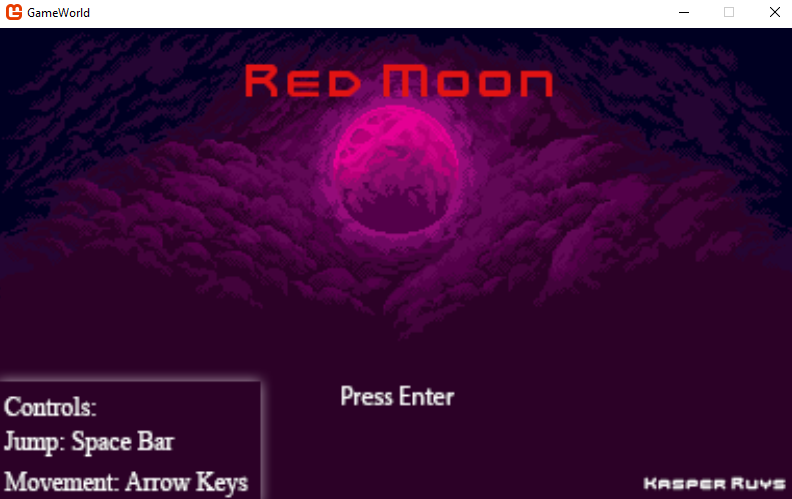 GameWorld
Red Moon
Press Enter
Controls:
Jump: Space Bar
Movement: Arrow Keys
Kasper Ruys